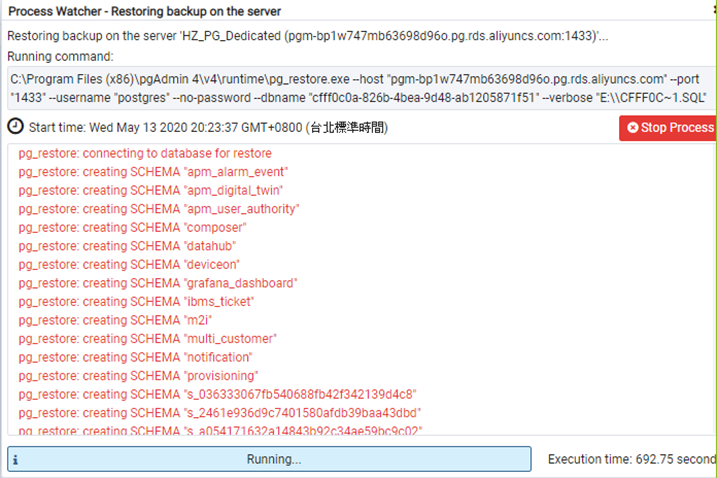 Process Watcher - Restoring backup on the server
Restoring backup on the server 'HZ_PG_Dedicated (pgm-bp1w747mb63698d96o.pg.rds.aliyuncs.com:1433)'...
Running command:
C:\Program Files (x86)\pgAdmin 4\v4\runtime\pg_restore.exe --host "pgm-bp1w747mb63698d96o.pg.rds.aliyuncs.com" --port
"1433" --username "postgres" --no-password --dbname "cfff0c0a-826b-4bea-9d48-ab1205871f51" --verbose "E:\\CFFF0C~1.SQL"
Start time: Wed May 13 2020 20:23:37 GMT+0800 (台北標準時間)
Stop Process
pg_restore: connecting to database for restore
pg_restore: creating SCHEMA "apm_alarm_event"
pg_restore: creating SCHEMA "apm_digital_twin"
pg_restore: creating SCHEMA "apm_user_authority"
pg_restore: creating SCHEMA "composer"
pg_restore: creating SCHEMA "datahub"
pg_restore: creating SCHEMA "deviceon"
pg_restore: creating SCHEMA "grafana_dashboard"
pg_restore: creating SCHEMA "ibms_ticket"
pg_restore: creating SCHEMA "m2i"
pg_restore: creating SCHEMA "multi_customer"
pg_restore: creating SCHEMA "notification"
pg_restore: creating SCHEMA "provisioning"
pg_restore: creating SCHEMA "s_036333067fb540688fb42f342139d4c8"
pg_restore: creating SCHEMA "s_2461e936d9c7401580afdb39baa43dbd"
pg_restore: creating SCHEMA "s_a054171632a14843b92c34ae59bc9c02"
Running...
Execution time: 692.75 second